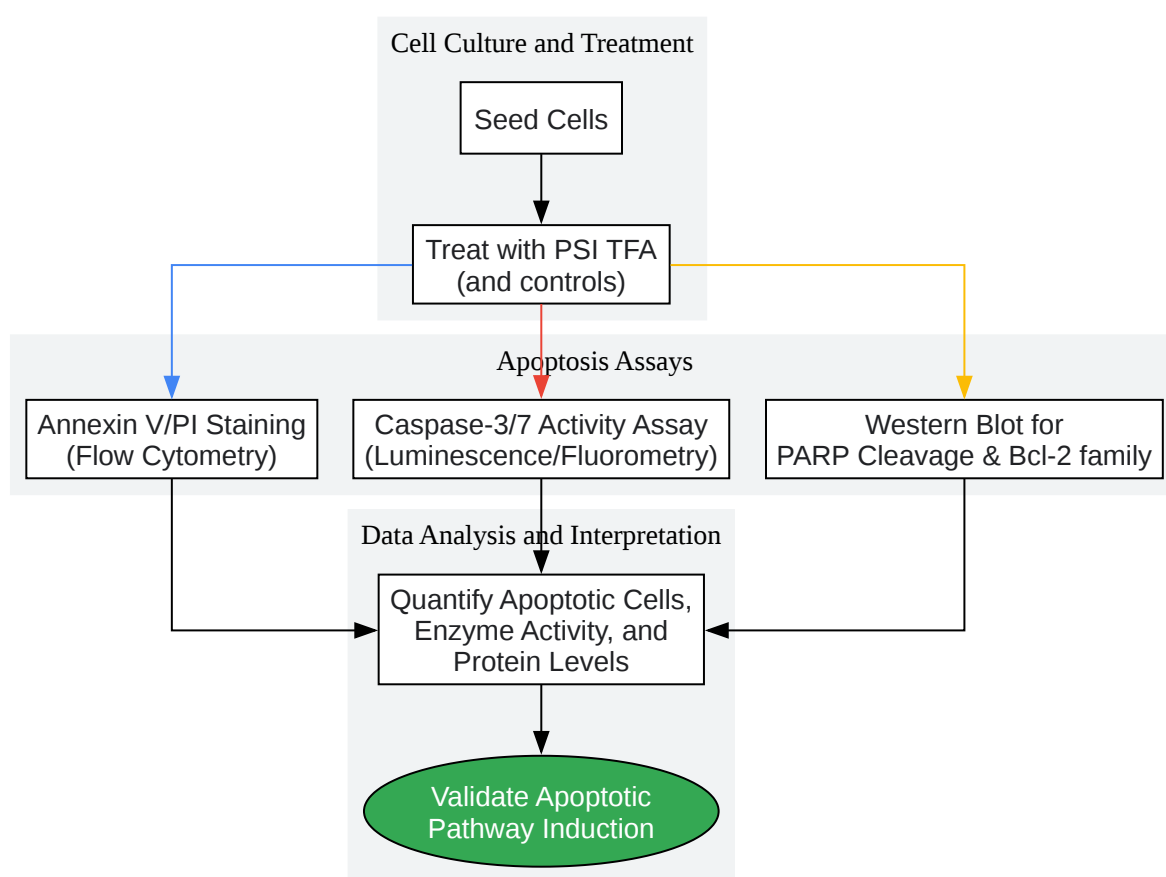 Cell Culture and Treatment
Seed Cells
Treat with PSI TFA
(and controls)
Apoptosis Assays
Annexin V/PI Staining
(Flow Cytometry)
Caspase-3/7 Activity Assay
(Luminescence/Fluorometry)
Western Blot for
PARP Cleavage & Bcl-2 family
Data Analysis and Interpretation
Quantify Apoptotic Cells,
Enzyme Activity, and
Protein Levels
Validate Apoptotic
Pathway Induction